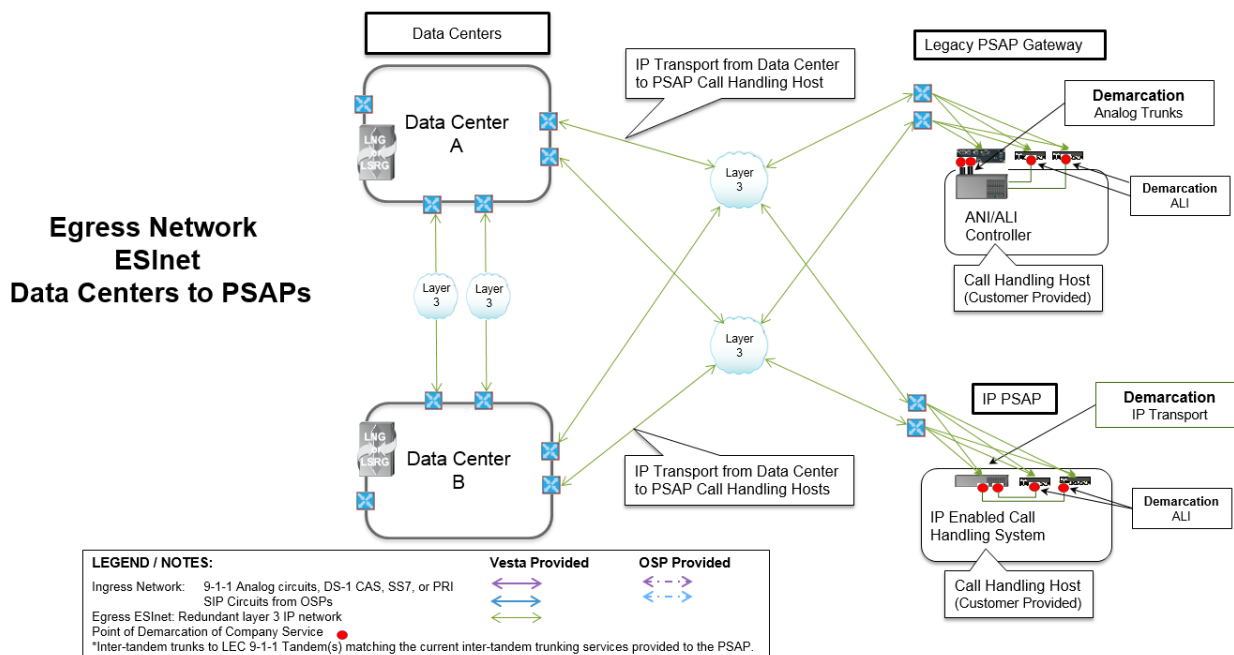 Data Centers
Legacy PSAP Gateway
IP Transport from Data Center
to PSAP Call Handling Host
Demarcation
Analog Trunks
Data Center
A
LNG
LSRG
Layer
3
Demarcation
ALI
ANI/ALI
Controller
Egress Network
ESInet
Data Centers to PSAPs
Call Handling Host
(Customer Provided)
Layer
3
Layer
3
Layer
3
IP PSAP
Demarcation
IP Transport
LNG
LSRG
Data Center
B
IP Transport from Data Center
to PSAP Call Handling Hosts
Demarcation
ALI
IP Enabled Call
Handling System
Call Handling Host
(Customer Provided)
LEGEND / NOTES:
Vesta Provided
OSP Provided
Ingress Network: 9-1-1 Analog circuits, DS-1 CAS, SS7, or PRI
SIP Circuits from OSPs
Egress ESInet: Redundant layer 3 IP network
Point of Demarcation of Company Service
*Inter-tandem trunks to LEC 9-1-1 Tandem(s) matching the current inter-tandem trunking services provided to the PSAP.